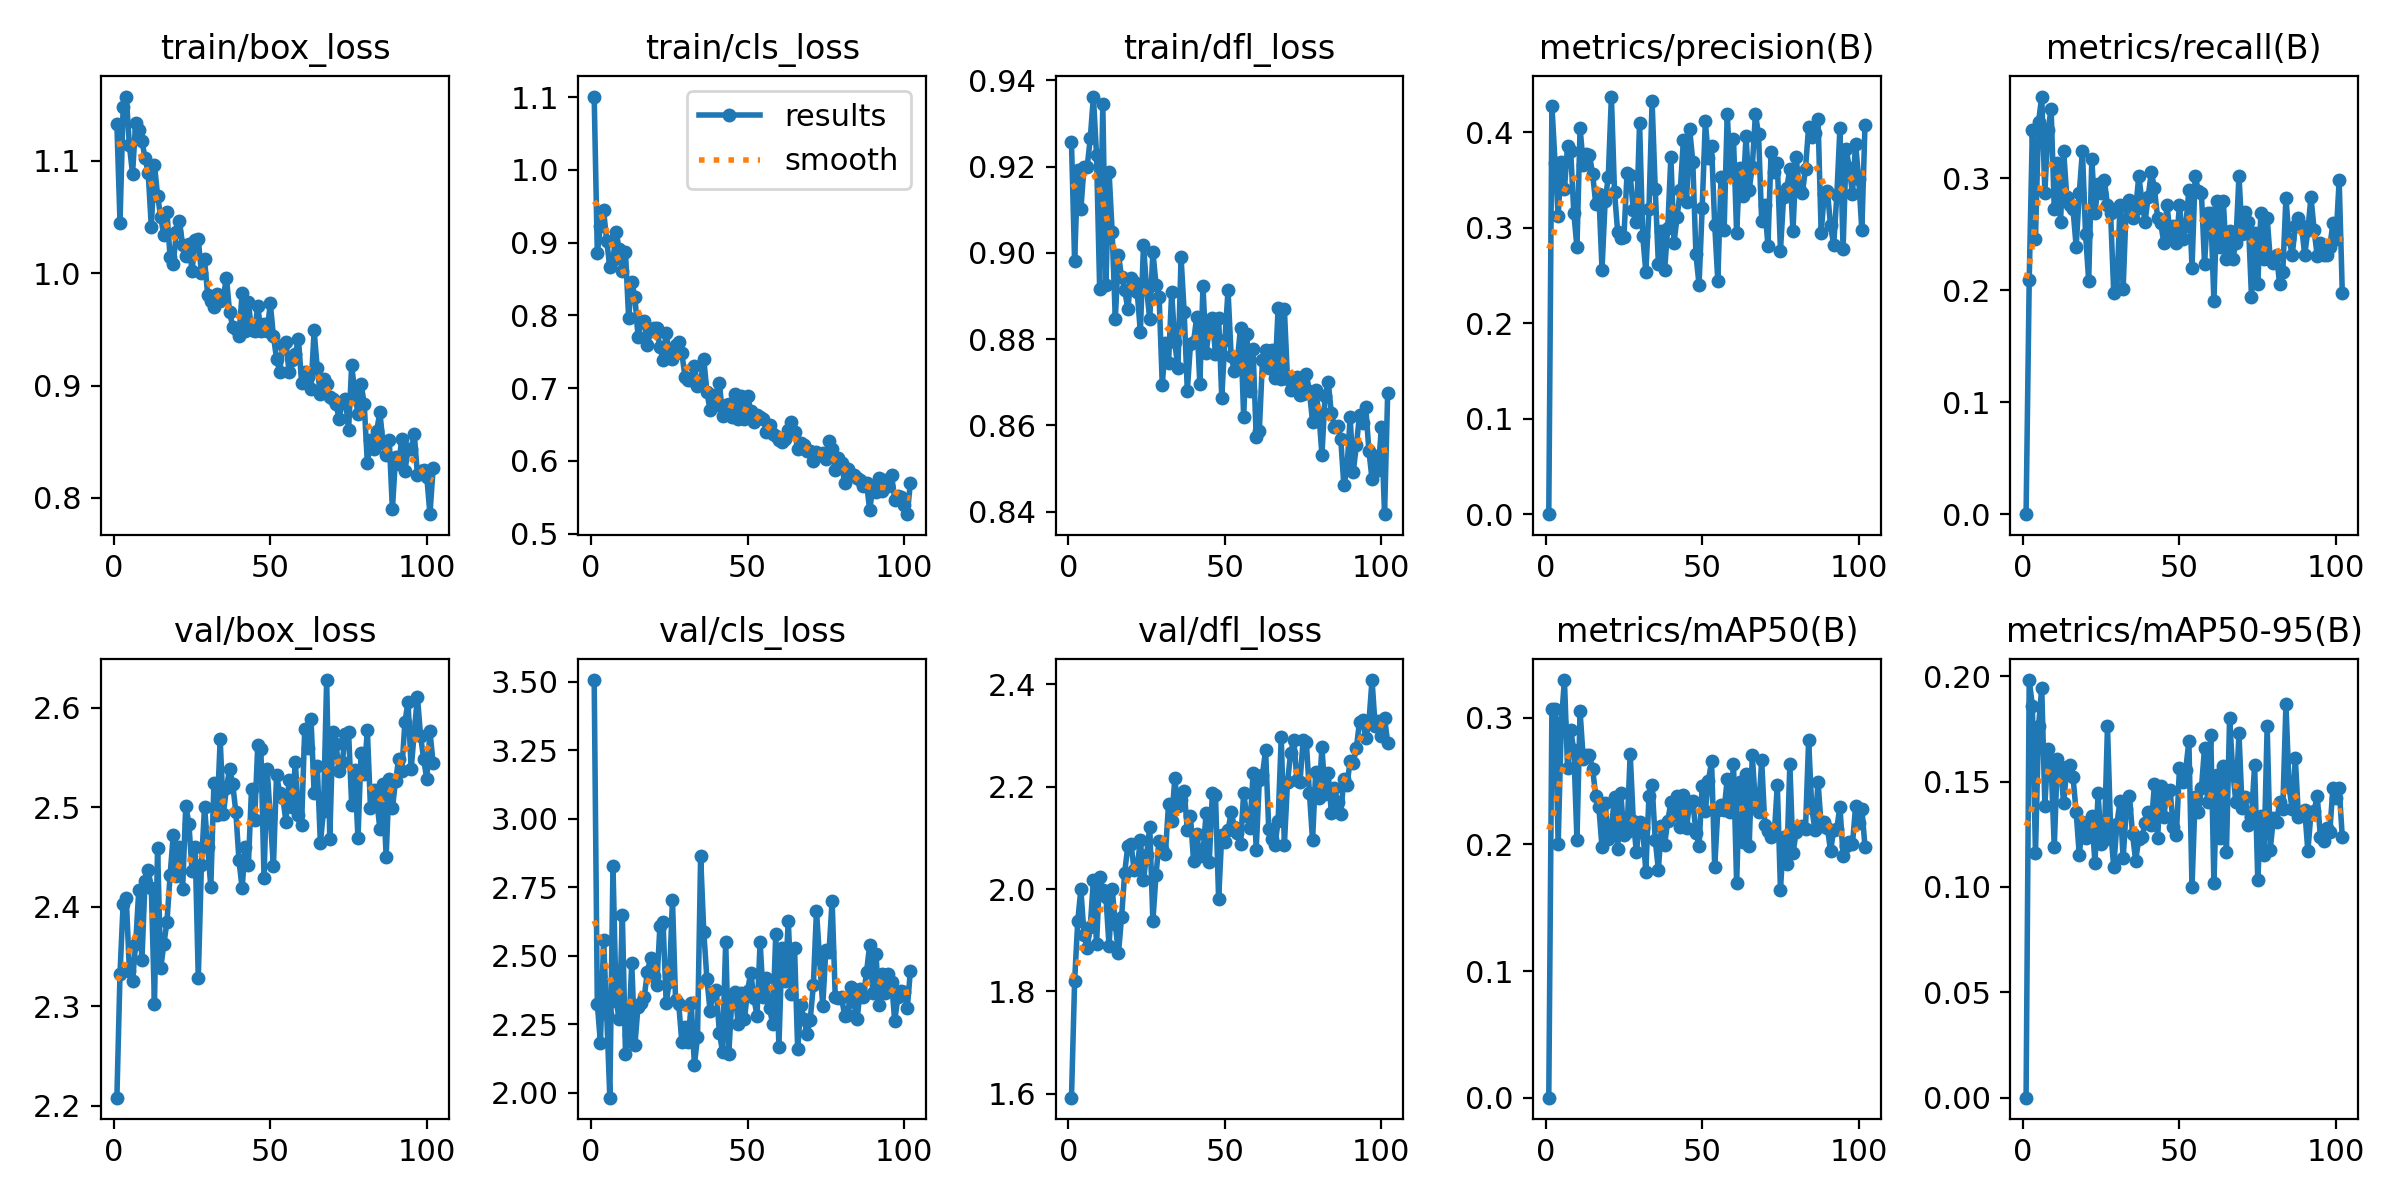 train/box_loss
train/cls_loss
train/dfl_loss
metrics/precision(B)
metrics/recall(B)
1.1
1.0
0.9
0.8
0 50 100
1.1
1.0
0.9
0.8
0.7
0.6
0.5
0 50 100
results
smooth
0.94
0.92
0.90
0.88
0.86
0.84
0 50 100
0.4
0.3
0.2
0.1
0.0
0 50 100
0.3
0.2
0.1
0.0
0 50 100
val/box_loss
val/cls_loss
val/dfl_loss
metrics/mAP50(B)
metrics/mAP50-95(B)
2.6
2.5
2.4
2.3
2.2
0 50 100
3.50
3.25
3.00
2.75
2.50
2.25
2.00
0 50 100
2.4
2.2
2.0
1.8
1.6
0 50 100
0.3
0.2
0.1
0.0
0 50 100
0.20
0.15
0.10
0.05
0.00
0 50 100